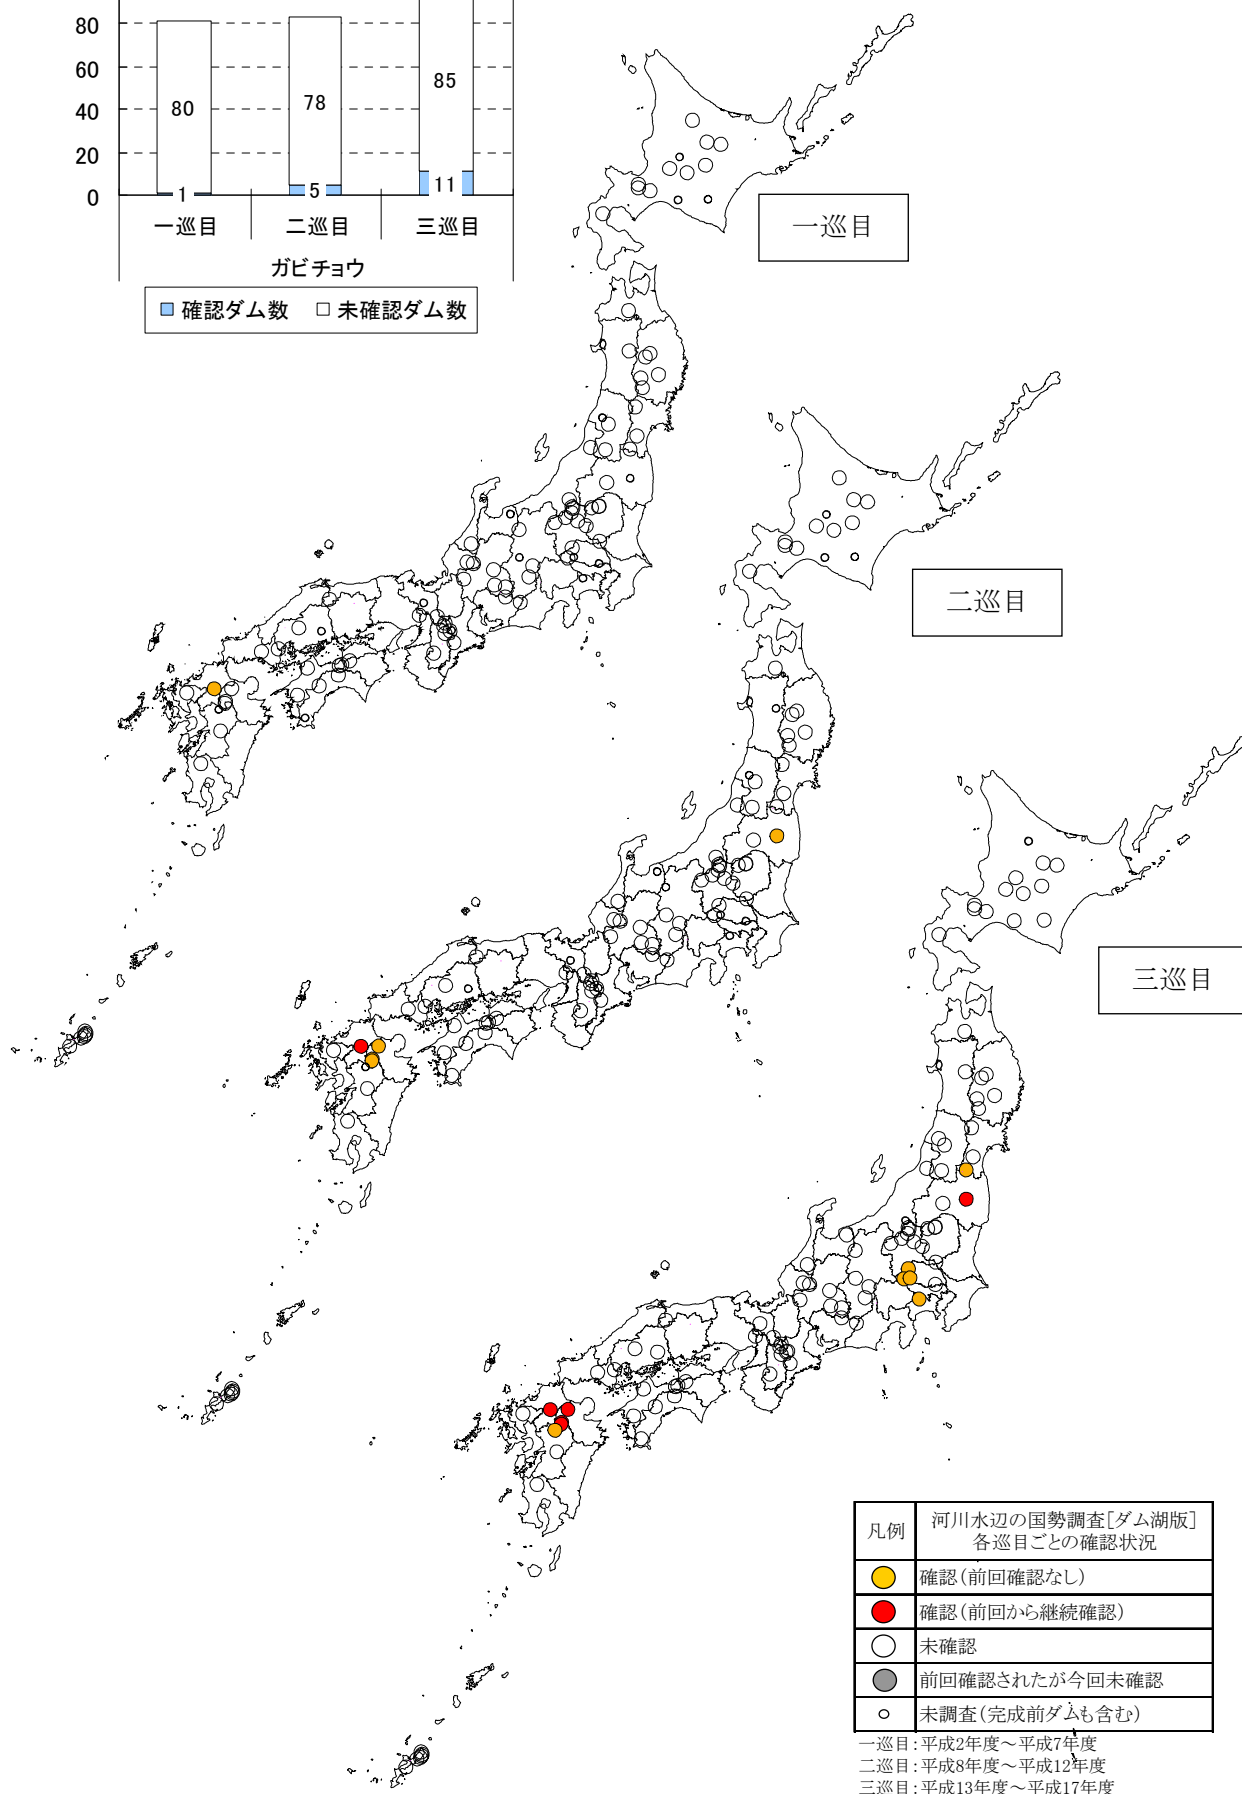 80
60
40
20
0
80
78
85
1
5
11
一巡目
二巡目
三巡目
ガビチョウ
確認ダム数 未確認ダム数
一巡目
二巡目
三巡目
凡例
河川水辺の国勢調査[ダム湖版]
各巡目ごとの確認状況
確認(前回確認なし)
確認(前回から継続確認)
未確認
前回確認されたが今回未確認
未調査(完成前ダムも含む)
一巡目:平成2年度～平成7年度
二巡目:平成8年度～平成12年度
三巡目:平成13年度～平成17年度